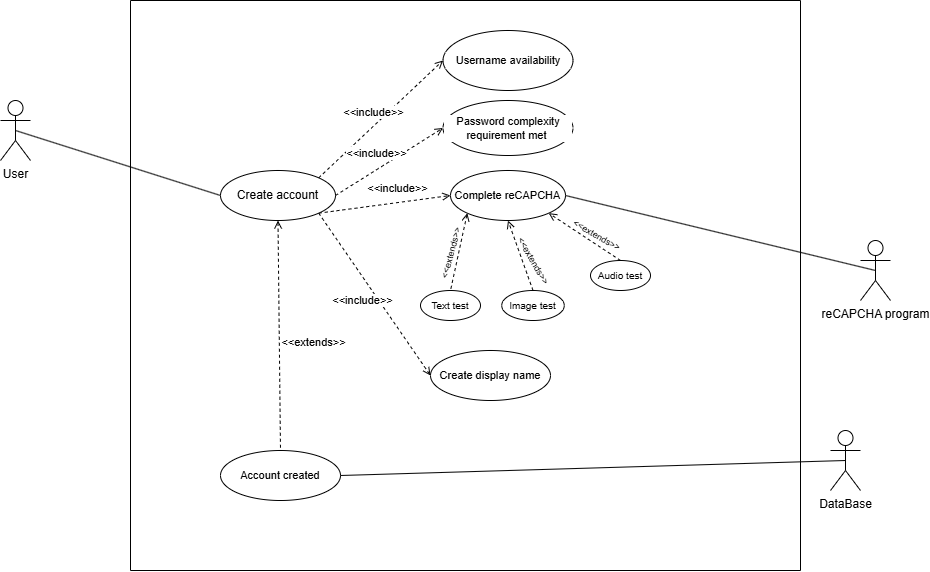 Username availability
<<include>>
Password complexity
requirement met
<<include>>
User
Create account
<<include>>
Complete reCAPCHA
<<extends>>
<<extends>>
<<extends>>
Audio test
Text test
Image test
<<include>>
reCAPCHA program
<<extends>>
Create display name
Account created
DataBase